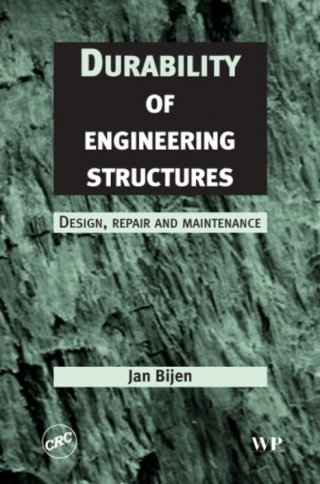 DURABILITY
OF
ENGINEERING
STRUCTURES
DESIGN, REPAIR AND MAINTENANCE
Jan Bijen
CRC
WP